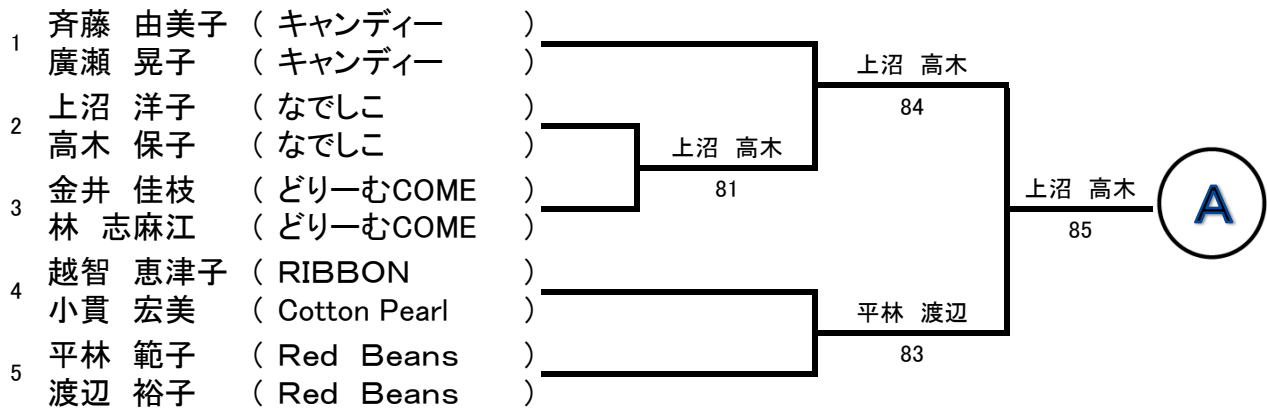 1
斉藤 由美子 ( キャンディー )
廣瀬 晃子 ( キャンディー )
2
上沼 洋子 ( なでしこ )
高木 保子 ( なでしこ )
3
金井 佳枝 ( どりーむCOME )
林 志麻江 ( どりーむCOME )
4
越智 恵津子 ( RIBBON )
小貫 宏美 ( Cotton Pearl )
5
平林 範子 ( Red Beans )
渡辺 裕子 ( Red Beans )
上沼 高木
81
上沼 高木
84
平林 渡辺
83
上沼 高木
85
A